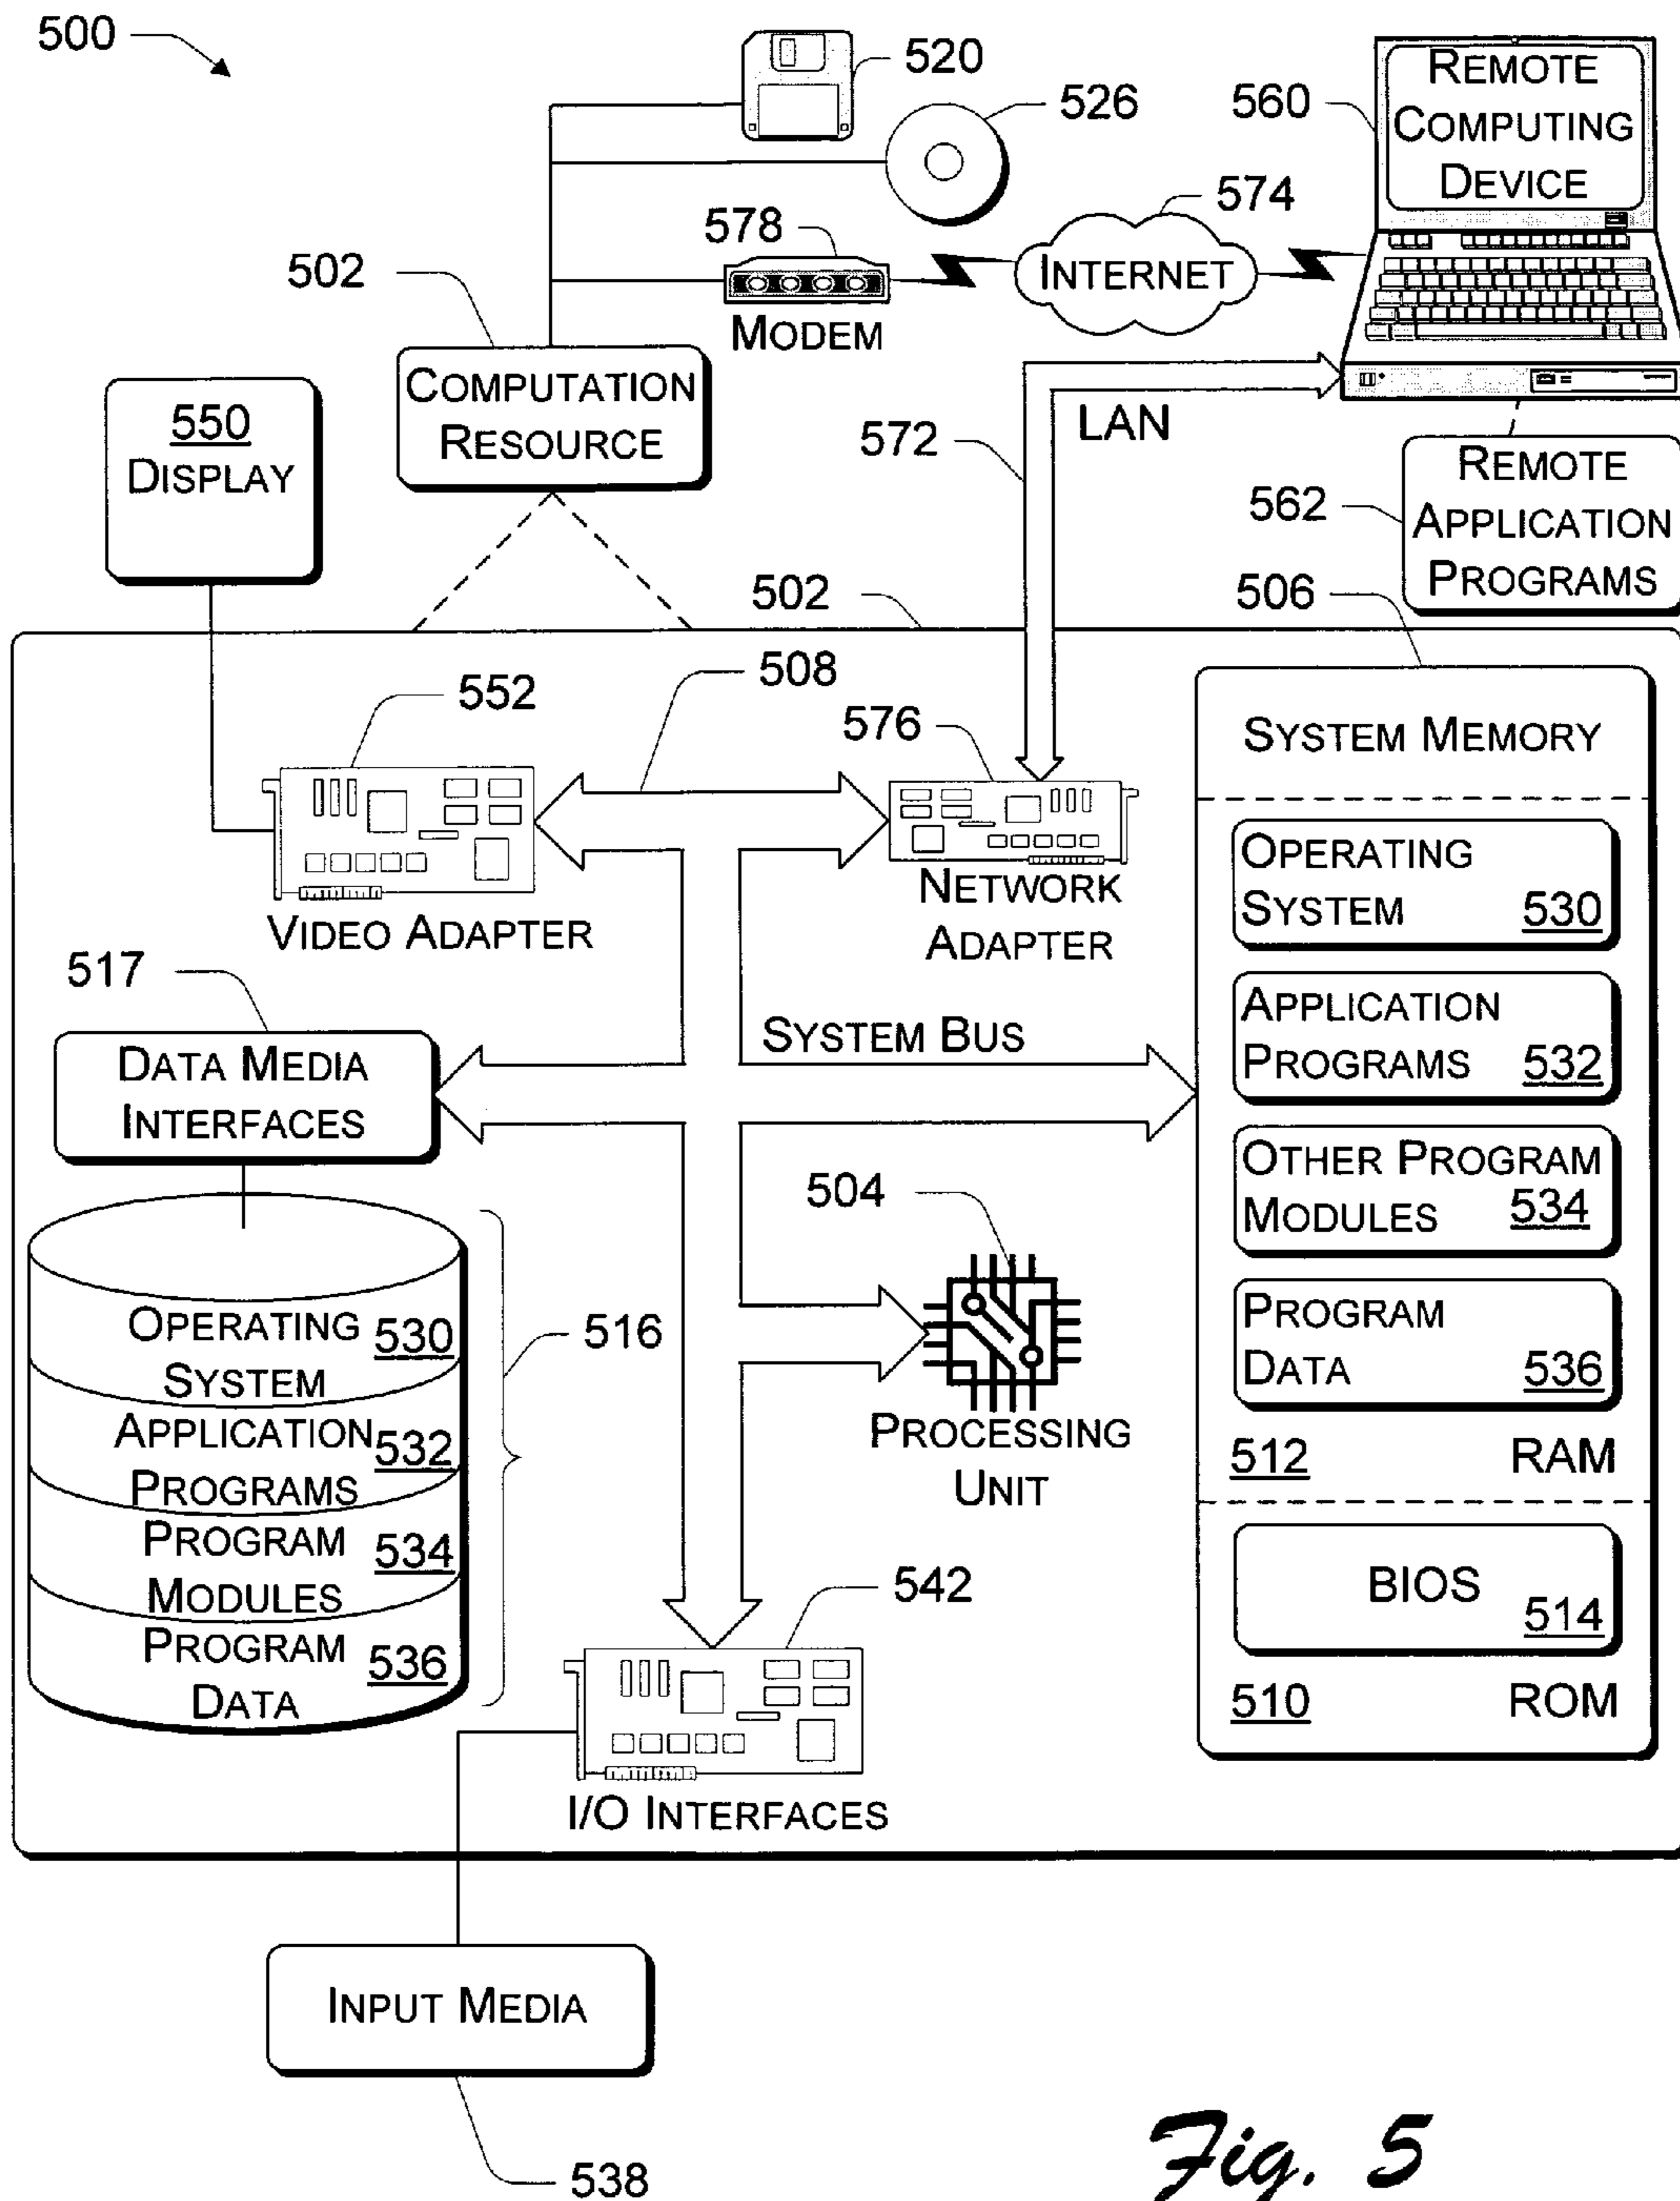 500
520
526
REMOTE
COMPUTING
DEVICE
560
574
578
INTERNET
MODEM
502
COMPUTATION
RESOURCE
550
DISPLAY
572
LAN
REMOTE
APPLICATION
PROGRAMS
562
502
506
508
552
576
SYSTEM MEMORY
VIDEO ADAPTER
NETWORK
ADAPTER
OPERATING
SYSTEM 530
517
DATA MEDIA
INTERFACES
SYSTEM BUS
APPLICATION
PROGRAMS 532
OTHER PROGRAM
MODULES 534
504
PROGRAM
DATA 536
OPERATING 530
SYSTEM
APPLICATION 532
PROGRAMS
PROGRAM 534
MODULES
PROGRAM 536
DATA
516
PROCESSING
UNIT
512 RAM
BIOS
514
510 ROM
542
I/O INTERFACES
INPUT MEDIA
538
Fig. 5